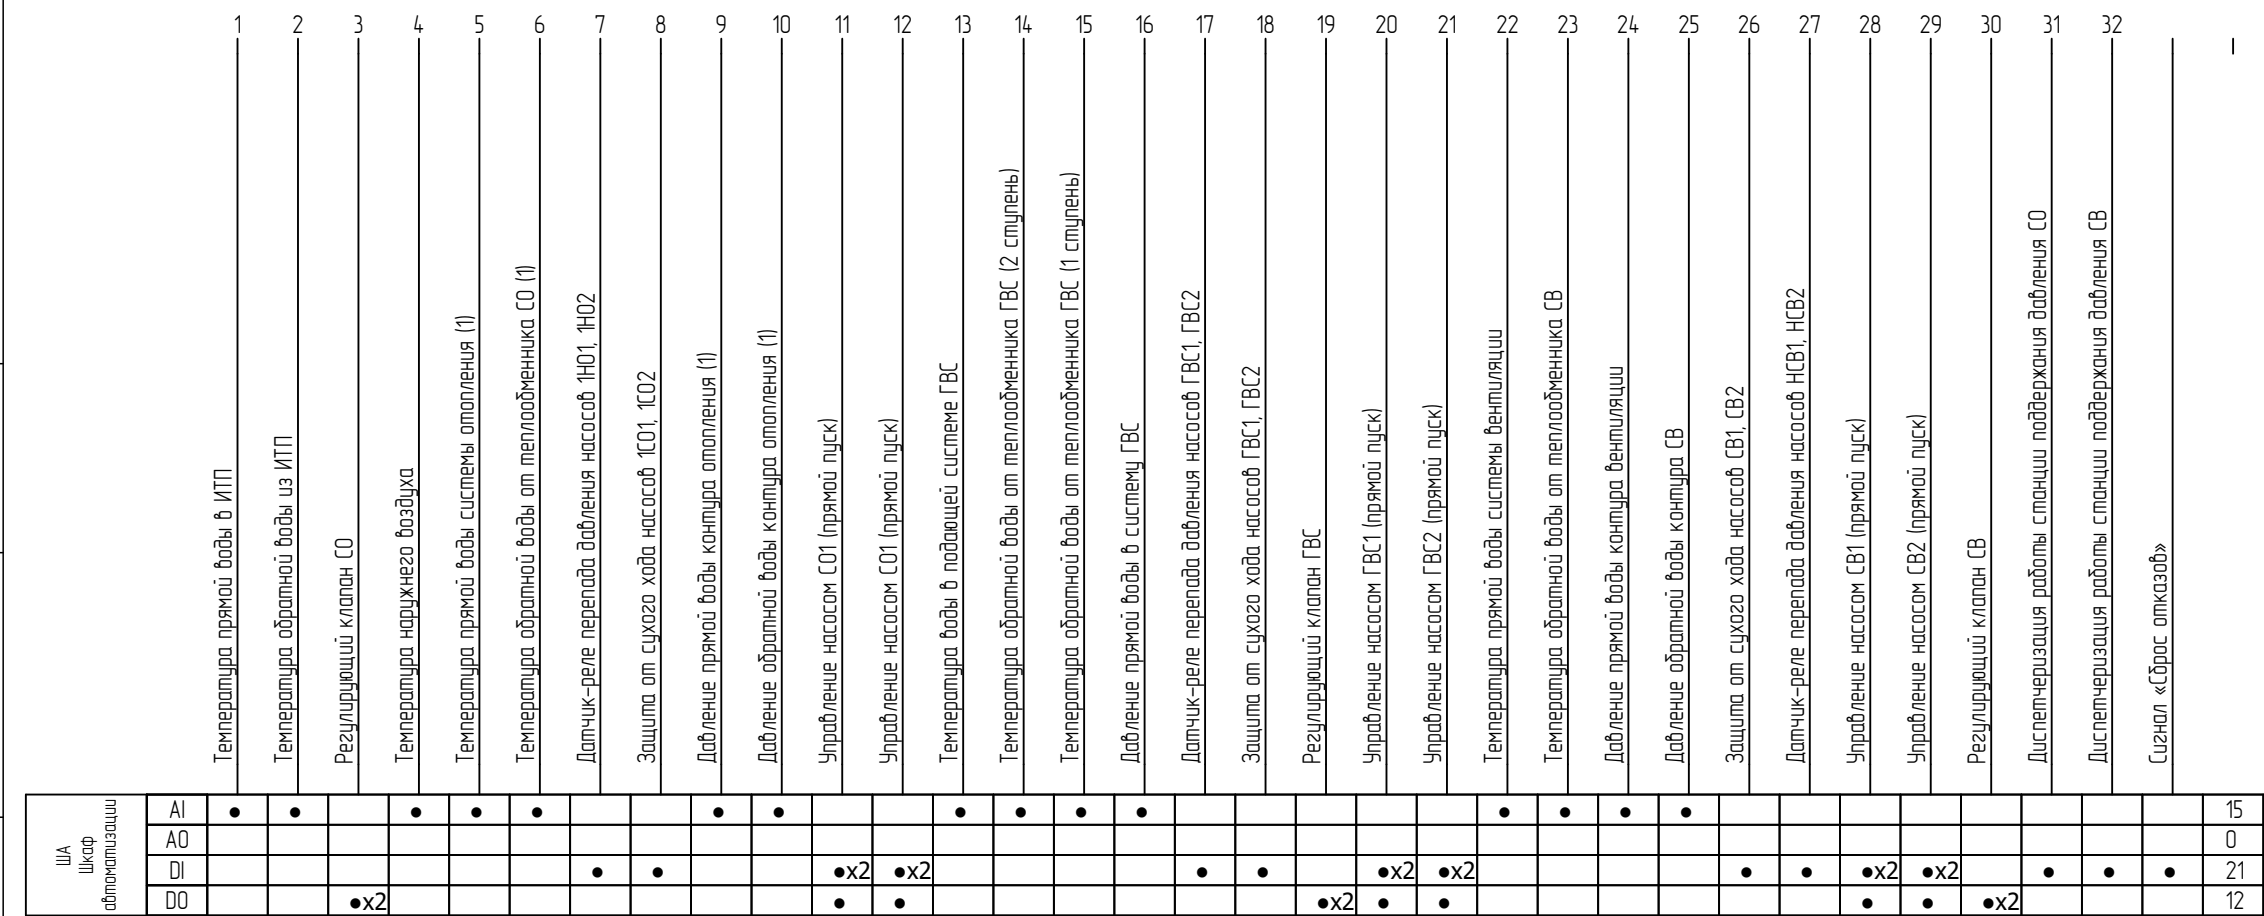 1 2 3 4 5 6 7 8 9 10 11 12 13 14 15 16 17 18 19 20 21 22 23 24 25 26 27 28 29 30 31 32
Температура прямой воды в ИТП
Температура обратной воды из ИТП
Регулирующий клапан СО
Температура наружнего воздуха
Температура прямой воды системы отопления (1)
Температура обратной воды от теплообменника СО (1)
Датчик-реле перепада давления насосов 1НО1, 1НО2
Защита от сухого хода насосов 1СО1, 1СО2
Давление прямой воды контура отопления (1)
Давление обратной воды контура отопления (1)
Управление насосом СО1 (прямой пуск)
Управление насосом СО1 (прямой пуск)
Температура воды в подающей системе ГВС
Температура обратной воды от теплообменника ГВС (2 ступень)
Температура обратной воды от теплообменника ГВС (1 ступень)
Давление прямой воды в систему ГВС
Датчик-реле перепада давления насосов ГВС1, ГВС2
Защита от сухого хода насосов ГВС1, ГВС2
Регулирующий клапан ГВС
Управление насосом ГВС1 (прямой пуск)
Управление насосом ГВС2 (прямой пуск)
Температура прямой воды системы вентиляции
Температура обратной воды от теплообменника СВ
Давление прямой воды контура вентиляции
Давление обратной воды контура СВ
Защита от сухого хода насосов СВ1, СВ2
Датчик-реле перепада давления насосов НСВ1, НСВ2
Управление насосом СВ1 (прямой пуск)
Управление насосом СВ2 (прямой пуск)
Регулирующий клапан СВ
Диспетчеризация работы станции поддержания давления СО
Диспетчеризация работы станции поддержания давления СВ
Сигнал «Сброс отказов»
ША
Шкаф
автоматизации
AI ● ● ● ● ● ● ● ● ● ● ● ● ● ● ● 15
AO 0
DI ● ● ●x2 ●x2 ● ● ●x2 ●x2 ● ● ●x2 ●x2 ● ● ● 21
DO ●x2 ● ● ●x2 ● ● ● ● ●x2 12